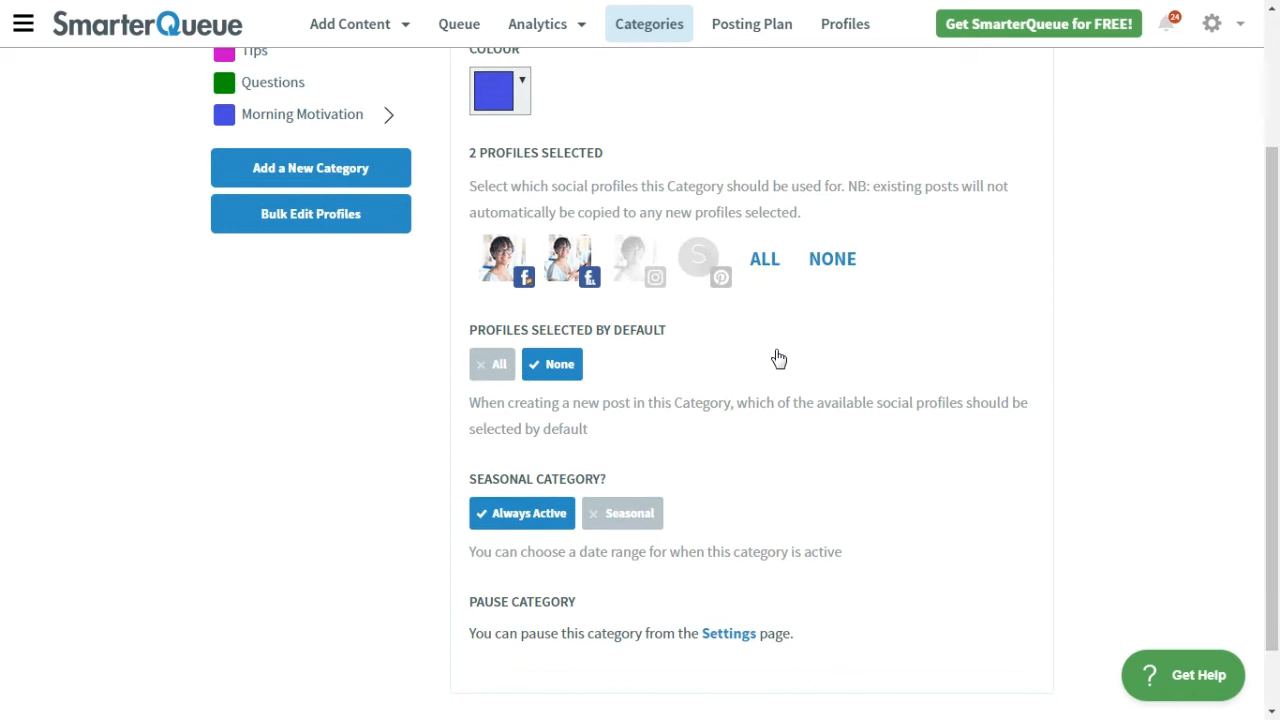 SmarterQueue
Add Content
Queue
Analytics
Categories
Posting Plan
Profiles
Get SmarterQueue for FREE!
24
Tips
Questions
Morning Motivation
Add a New Category
Bulk Edit Profiles
COLOUR
2 PROFILES SELECTED
Select which social profiles this Category should be used for. NB: existing posts will not
automatically be copied to any new profiles selected.
S
ALL
NONE
PROFILES SELECTED BY DEFAULT
All
None
When creating a new post in this Category, which of the available social profiles should be
selected by default
SEASONAL CATEGORY?
Always Active
Seasonal
You can choose a date range for when this category is active
PAUSE CATEGORY
You can pause this category from the Settings page.
? Get Help